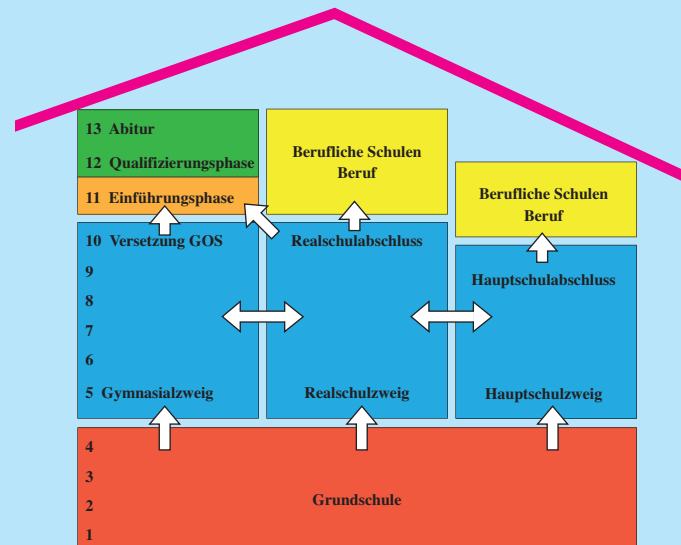 13 Abitur
12 Qualifizierungsphase
11 Einführungsphase
Berufliche Schulen
Beruf
Berufliche Schulen
Beruf
10 Versetzung GOS
Realschulabschluss
9
Hauptschulabschluss
8
7
6
5 Gymnasialzweig
Realschulzweig
Hauptschulzweig
4
3
Grundschule
2
1